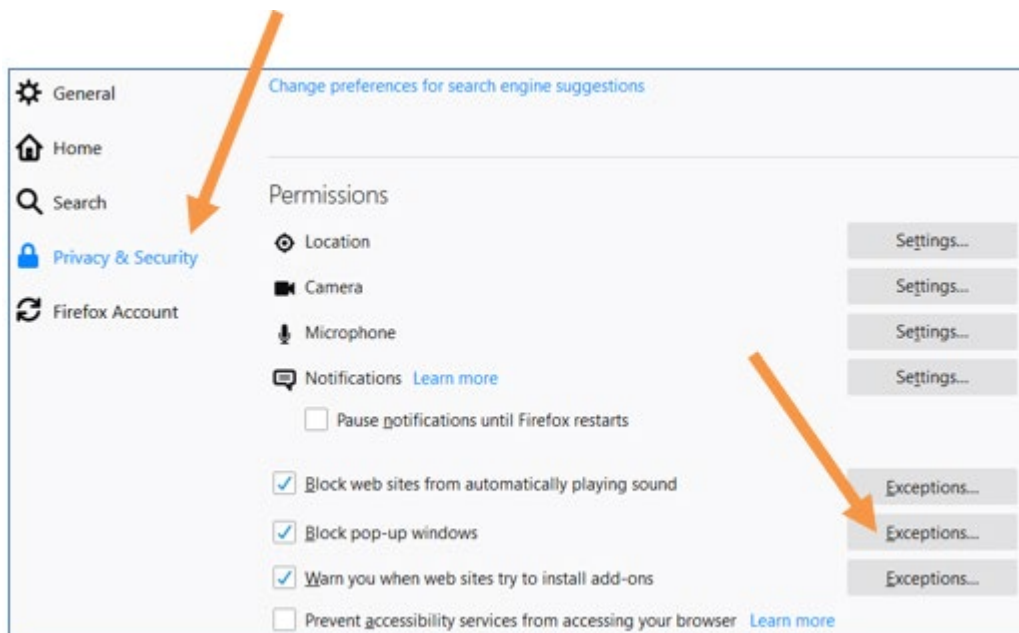 General
Home
Search
Privacy & Security
Firefox Account
Change preferences for search engine suggestions
Permissions
Location Settings...
Camera Settings...
Microphone Settings...
Notifications Learn more Settings...
Pause notifications until Firefox restarts
Block web sites from automatically playing sound Exceptions...
Block pop-up windows Exceptions...
Warn you when web sites try to install add-ons Exceptions...
Prevent accessibility services from accessing your browser Learn more